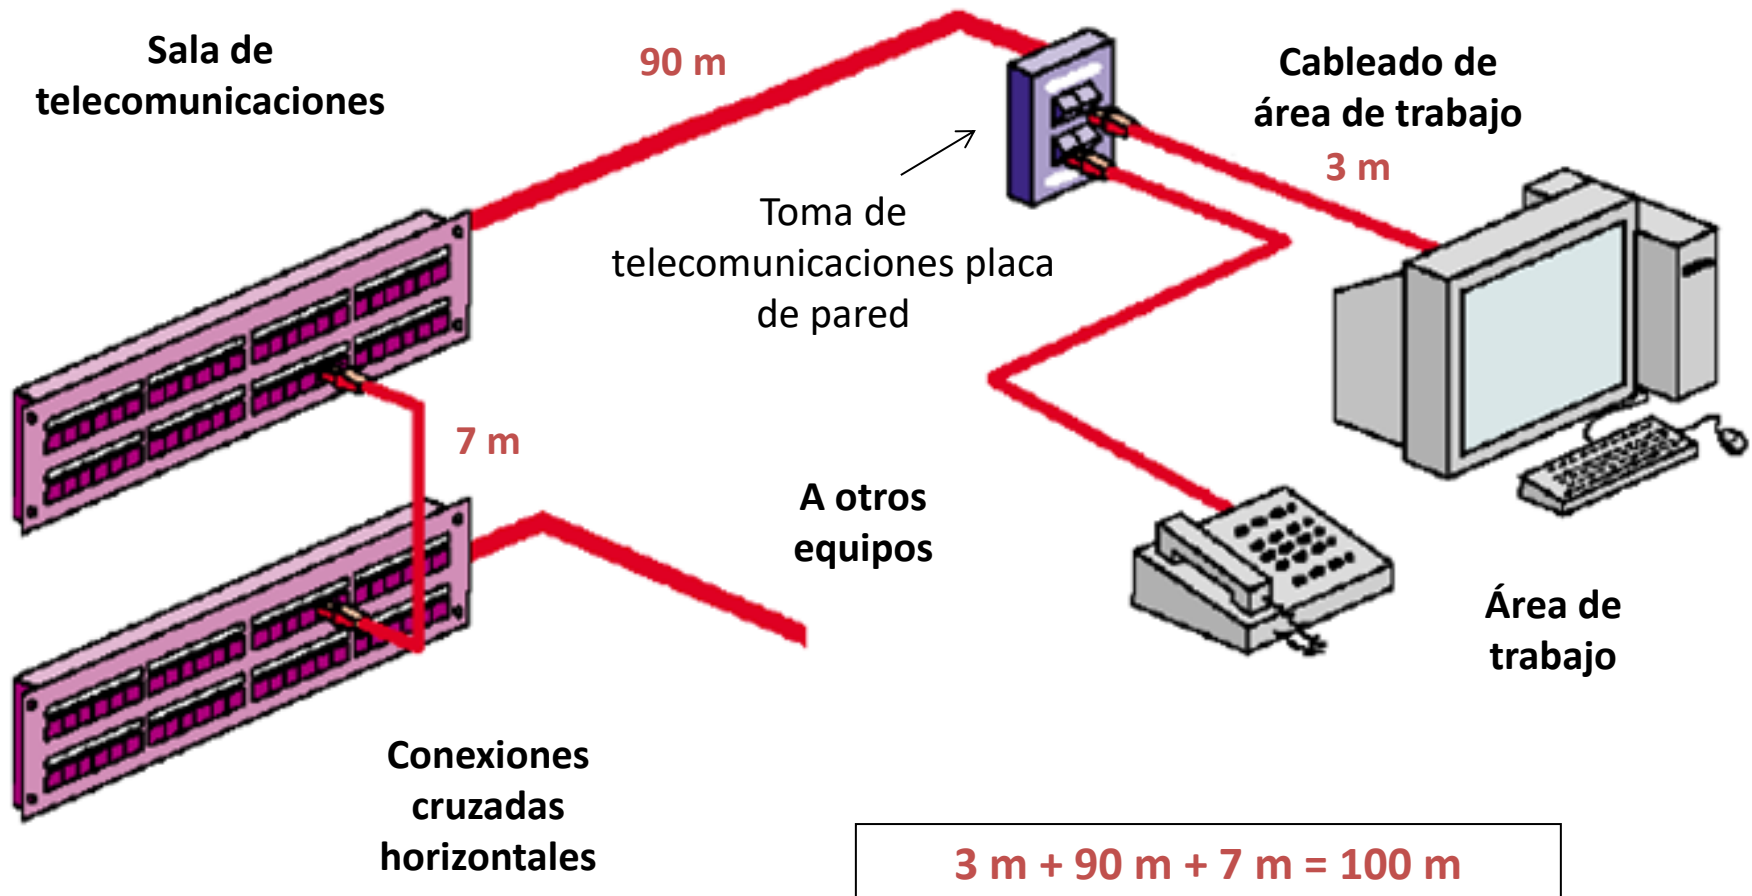 Sala de
telecomunicaciones
90 m
Cableado de
área de trabajo
3 m
Toma de
telecomunicaciones placa
de pared
7 m
A otros
equipos
Área de
trabajo
Conexiones
cruzadas
horizontales
3 m + 90 m + 7 m = 100 m